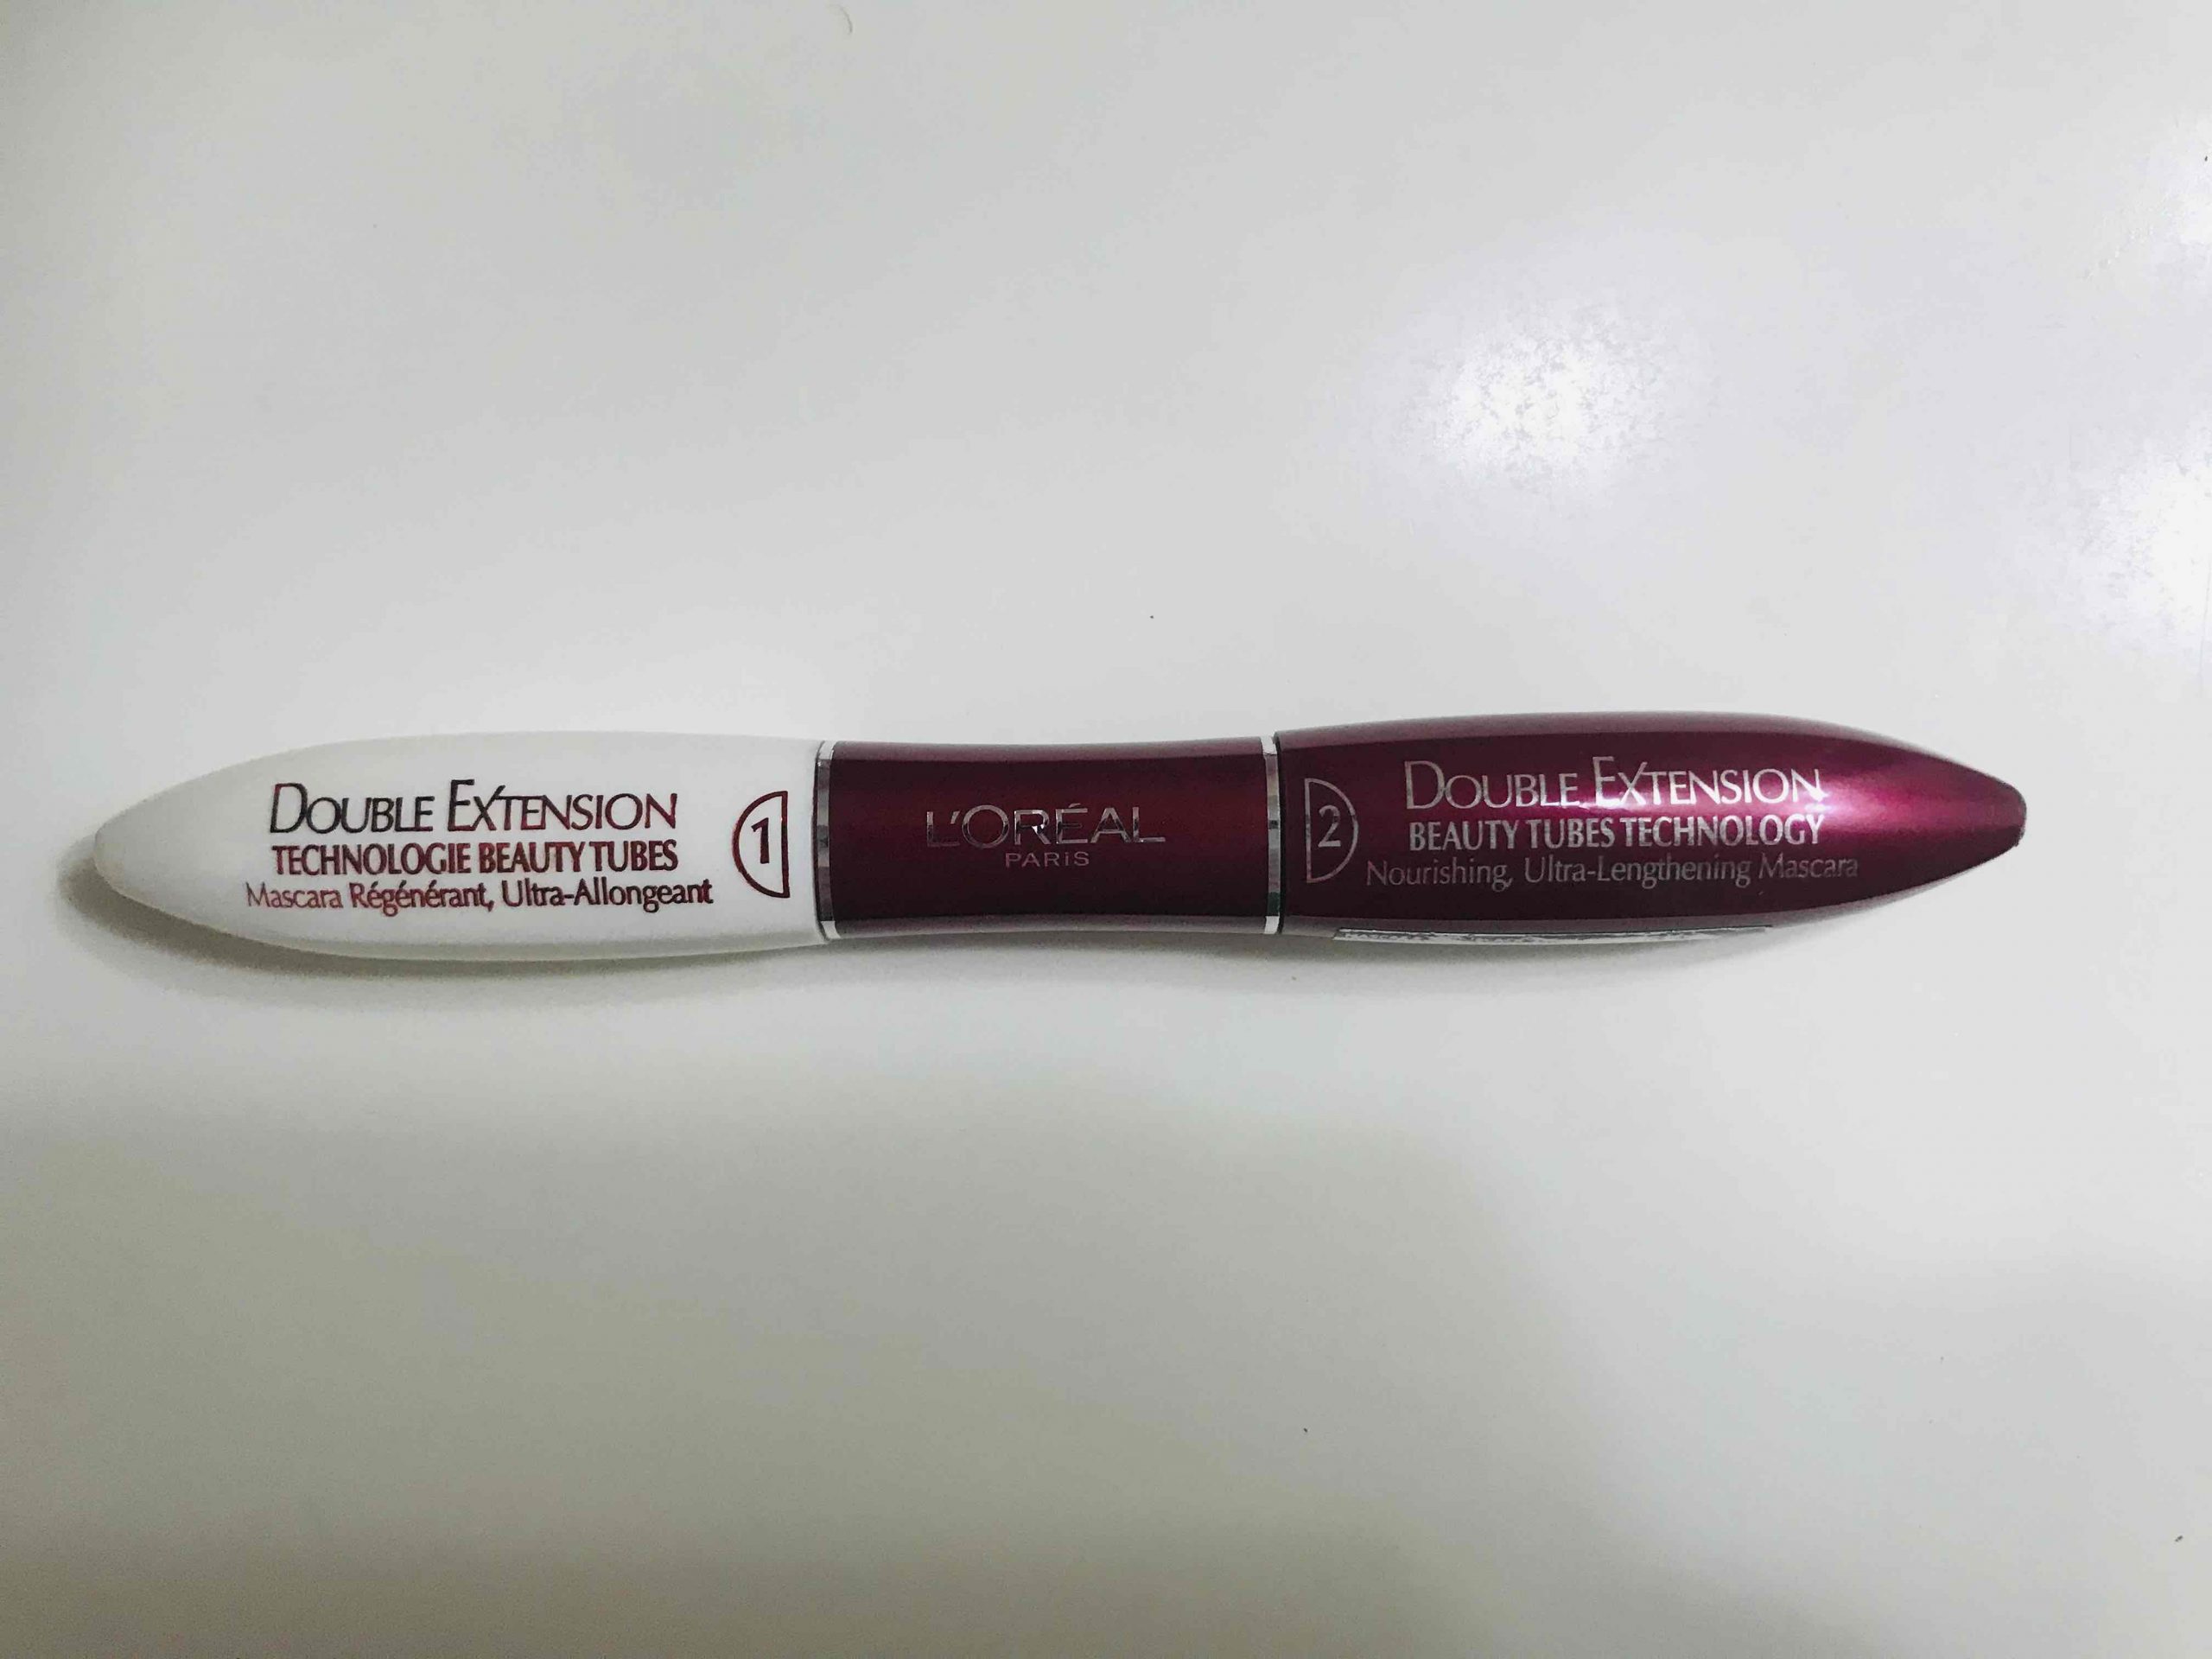 DOUBLE EXTENSION
TECHNOLOGIE BEAUTY TUBES
Mascara Régénérant, Ultra-Allongeant
1
L'ORÉAL
PARIS
2
DOUBLE EXTENSION
BEAUTY TUBES TECHNOLOGY
Nourishing, Ultra-Lengthening Mascara